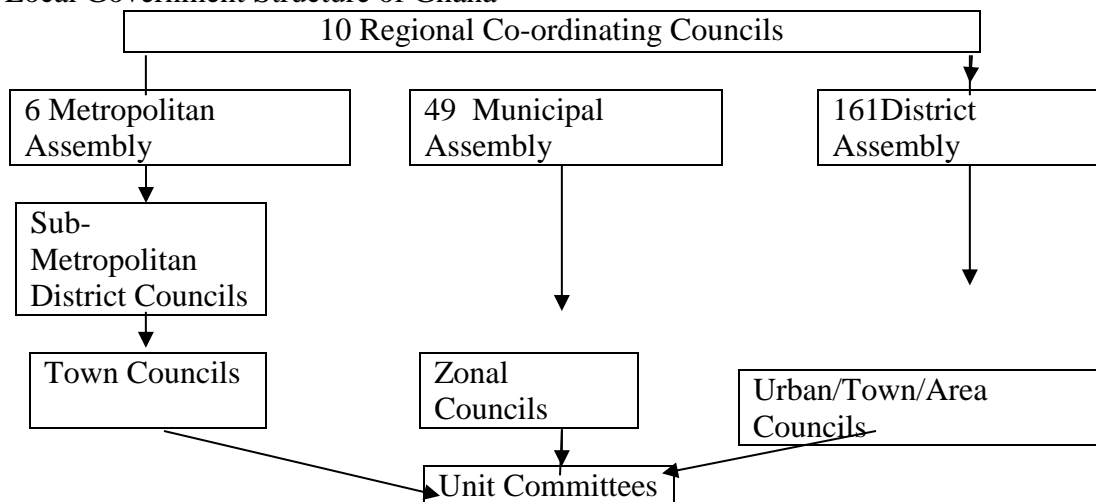 Local Government Structure of Ghana
10 Regional Co-ordinating Councils
6 Metropolitan
Assembly
49 Municipal
Assembly
161District
Assembly
Sub-
Metropolitan
District Councils
Town Councils
Zonal
Councils
Urban/Town/Area
Councils
Unit Committees